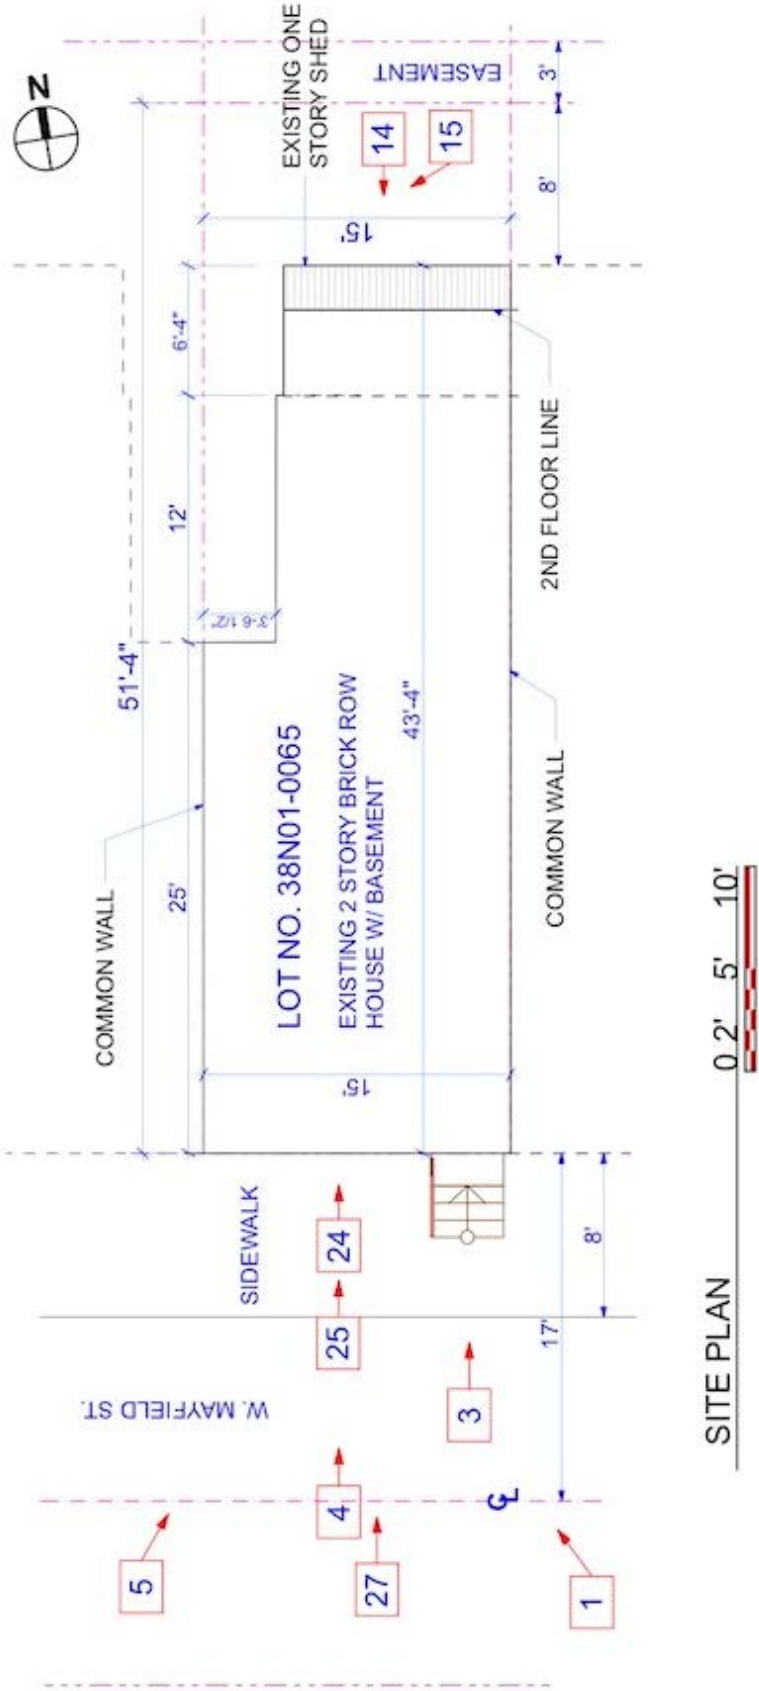 N
EXISTING ONE
STORY SHED
EASEMENT
3'
14
15
8'
15'
6'-4"
12'
3'-6 1/2"
51'-4"
2ND FLOOR LINE
COMMON WALL
25'
LOT NO. 38N01-0065
EXISTING 2 STORY BRICK ROW
HOUSE W/ BASEMENT
43'-4"
COMMON WALL
15'
SIDEWALK
24
25
8'
17'
3
W. MAYFIELD ST.
4
5
27
CL
1
SITE PLAN
0 2' 5' 10'